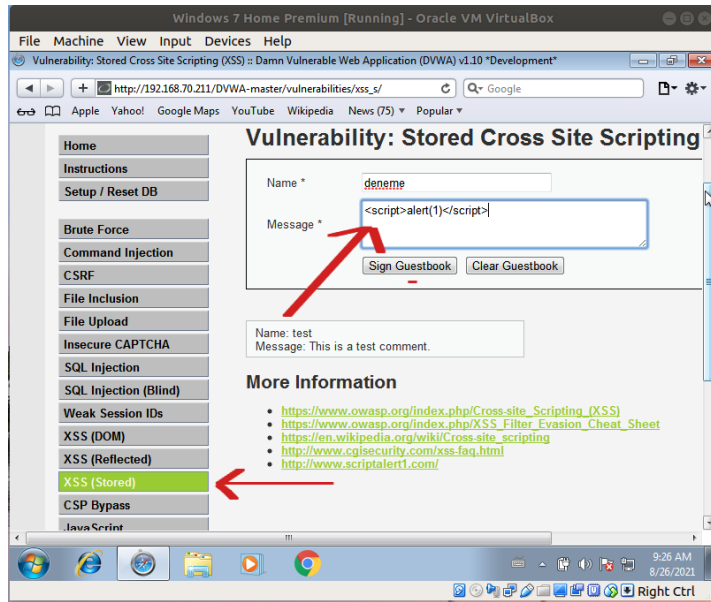 Windows 7 Home Premium [Running] - Oracle VM VirtualBox
File Machine View Input Devices Help
Vulnerability: Stored Cross Site Scripting (XSS) :: Damn Vulnerable Web Application (DVWA) v1.10 *Development*
http://192.168.70.211/DVWA-master/vulnerabilities/xss_s/ Google
Apple Yahoo! Google Maps YouTube Wikipedia News (75) Popular
Home
Instructions
Setup / Reset DB
Brute Force
Command Injection
CSRF
File Inclusion
File Upload
Insecure CAPTCHA
SQL Injection
SQL Injection (Blind)
Weak Session IDs
XSS (DOM)
XSS (Reflected)
XSS (Stored)
CSP Bypass
JavaScript
Vulnerability: Stored Cross Site Scripting
Name * deneme
Message * <script>alert(1)</script>
Sign Guestbook Clear Guestbook
Name: test
Message: This is a test comment.
More Information
https://www.owasp.org/index.php/Cross-site_Scripting_(XSS)
https://www.owasp.org/index.php/XSS_Filter_Evasion_Cheat_Sheet
https://en.wikipedia.org/wiki/Cross-site_scripting
http://www.cgisecurity.com/xss-faq.html
http://www.scriptalert1.com/
9:26 AM
8/26/2021
Right Ctrl